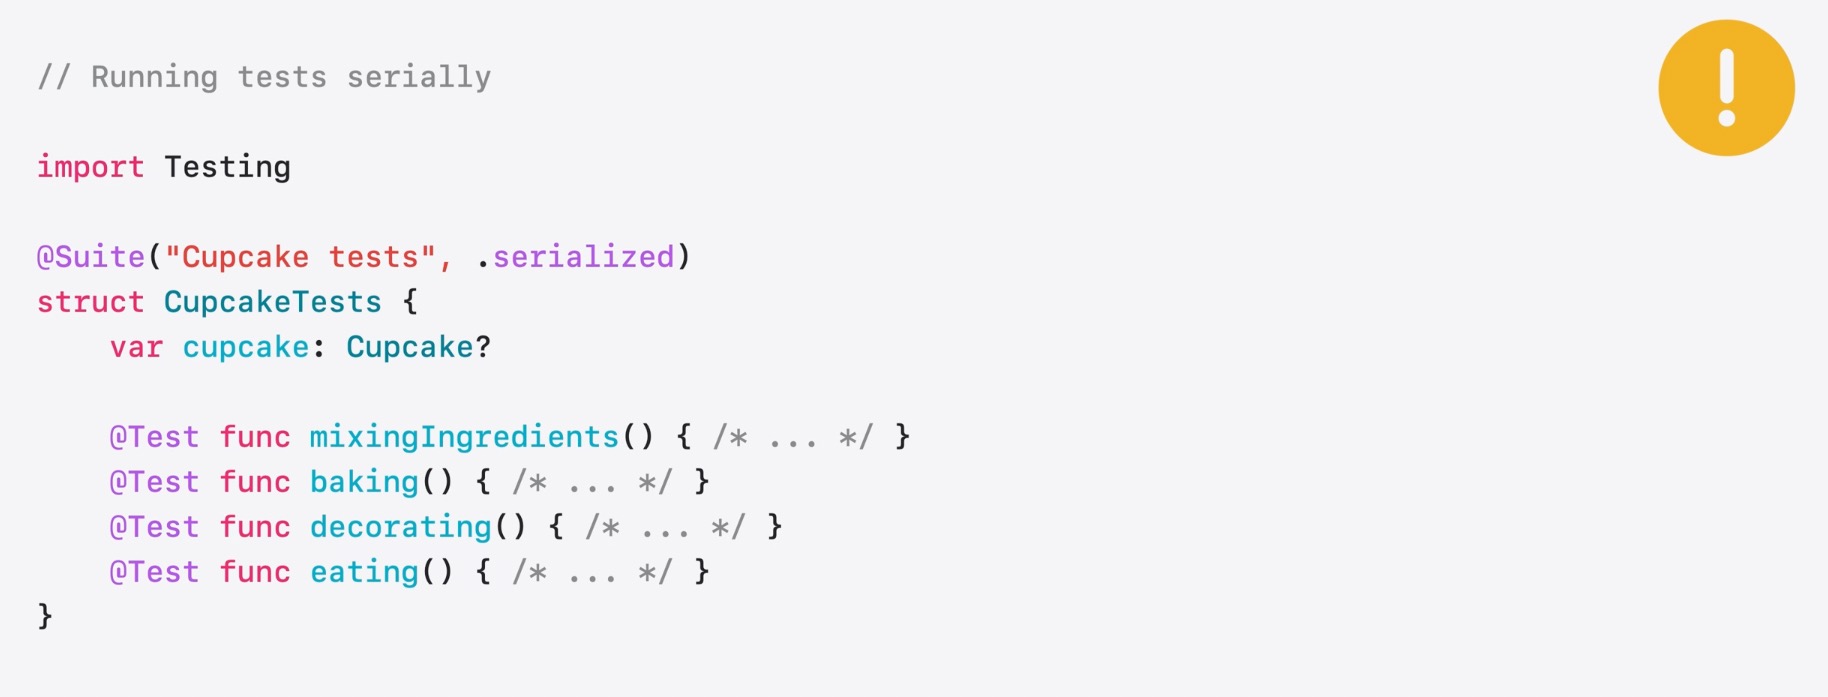 // Running tests serially
import Testing
@Suite("Cupcake tests", .serialized)
struct CupcakeTests {
    var cupcake: Cupcake?
    @Test func mixingIngredients() { /* ... */ }
    @Test func baking() { /* ... */ }
    @Test func decorating() { /* ... */ }
    @Test func eating() { /* ... */ }
}